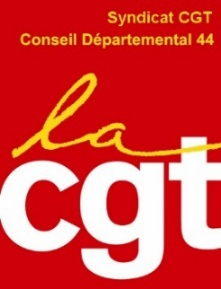 Syndicat CGT
Conseil Départemental 44
la
cgt